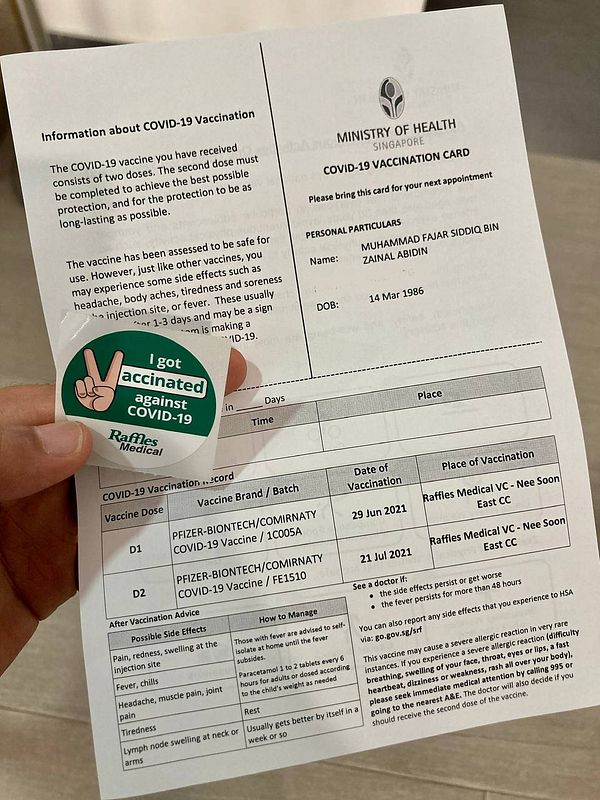 Information about COVID-19 Vaccination
The COVID-19 vaccine you have received
consists of two doses. The second dose must
be completed to achieve the best possible
protection, and for the protection to be as
long-lasting as possible.
The vaccine has been assessed to be safe for
use. However, just like other vaccines, you
may experience some side effects such as
headache, body aches, tiredness and soreness
injection site, or fever. These usually
1-3 days and may be a sign
is making a
MINISTRY OF HEALTH
SINGAPORE
COVID-19 VACCINATION CARD
Please bring this card for your next appointment
PERSONAL PARTICULARS
Name: MUHAMMAD FAJAR SIDDIQ BIN
ZAINAL ABIDIN
DOB: 14 Mar 1986
I got
Vaccinated
against
COVID-19
Raffles
Medical
in ____ Days
Time Place
COVID-19 Vaccination Record
Vaccine Dose Vaccine Brand / Batch Date of
Vaccination Place of Vaccination
D1 PFIZER-BIONTECH/COMIRNATY
COVID-19 Vaccine / 1C005A 29 Jun 2021 Raffles Medical VC - Nee Soon
East CC
D2 PFIZER-BIONTECH/COMIRNATY
COVID-19 Vaccine / FE1510 21 Jul 2021 Raffles Medical VC - Nee Soon
East CC
After Vaccination Advice
Possible Side Effects How to Manage
Pain, redness, swelling at the
injection site
Fever, chills
Those with fever are advised to self-
isolate at home until the fever
subsides.
Headache, muscle pain, joint
pain
Paracetamol 1 to 2 tablets every 6
hours for adults or dosed according
to the child's weight as needed
Tiredness Rest
Lymph node swelling at neck or
arms
Usually gets better by itself in a
week or so
See a doctor if:
• the side effects persist or get worse
• the fever persists for more than 48 hours
You can also report any side effects that you experience to HSA
via: go.gov.sg/srf
This vaccine may cause a severe allergic reaction in very rare
instances. If you experience a severe allergic reaction (difficulty
breathing, swelling of your face, throat, eyes or lips, a fast
heartbeat, dizziness or weakness, rash all over your body),
please seek immediate medical attention by calling 995 or
going to the nearest A&E. The doctor will also decide if you
should receive the second dose of the vaccine.